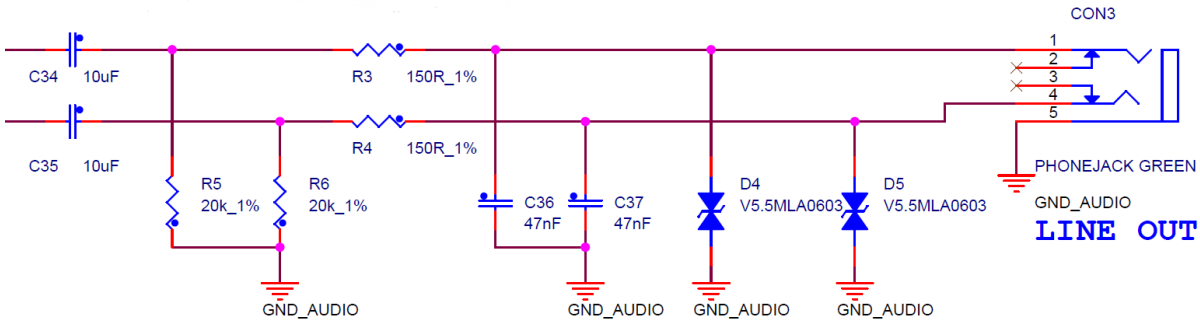 CON3
1
2
3
4
5
C34 10uF
R3 150R_1%
C35 10uF
R4 150R_1%
R5
20k_1%
R6
20k_1%
C36
47nF
C37
47nF
D4
V5.5MLA0603
D5
V5.5MLA0603
PHONEJACK GREEN
GND_AUDIO
LINE OUT
GND_AUDIO
GND_AUDIO
GND_AUDIO
GND_AUDIO